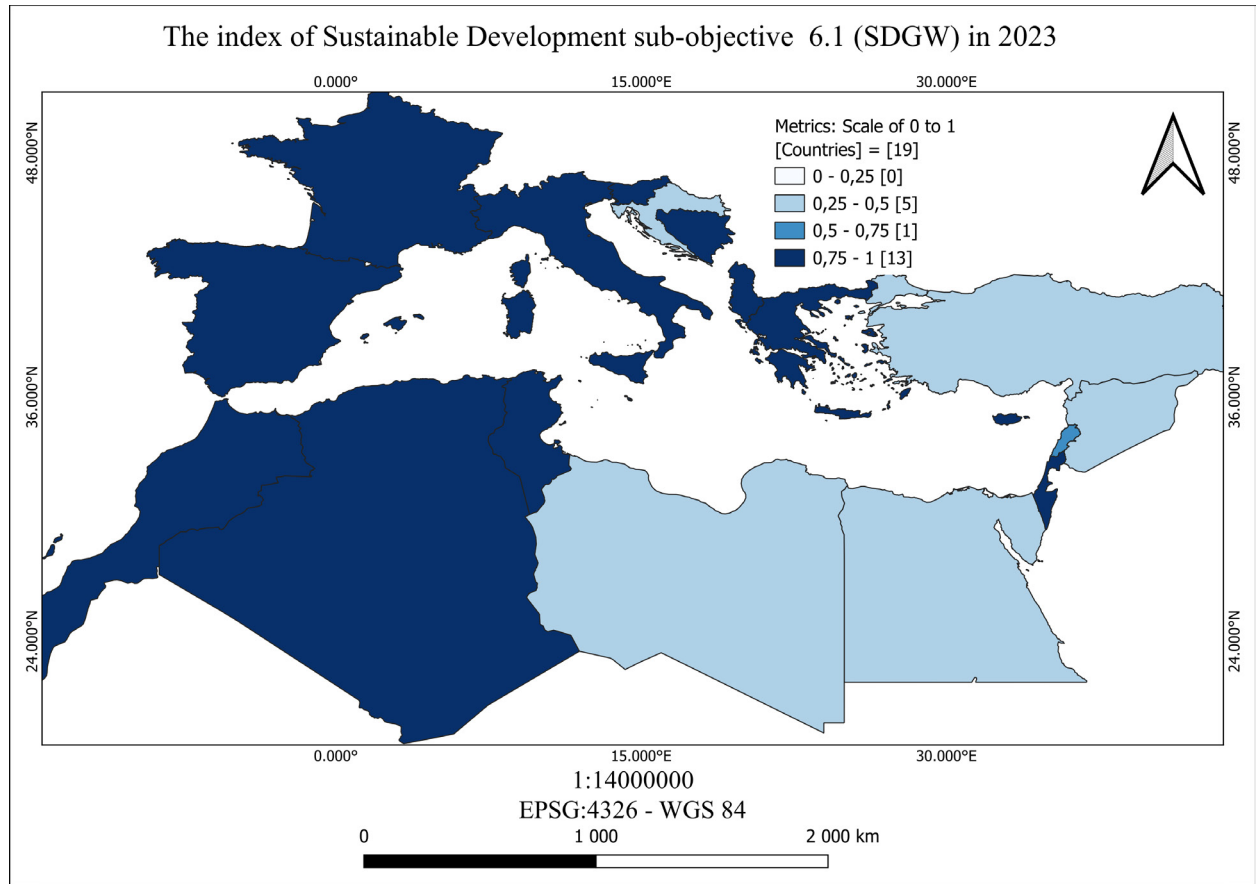 The index of Sustainable Development sub-objective 6.1 (SDGW) in 2023
0.000° 15.000°E 30.000°E
48.000°N
36.000°N
24.000°N
Metrics: Scale of 0 to 1
[Countries] = [19]
0 - 0,25 [0]
0,25 - 0,5 [5]
0,5 - 0,75 [1]
0,75 - 1 [13]
48.000°N
36.000°N
24.000°N
0.000° 15.000°E 30.000°E
1:14000000
EPSG:4326 - WGS 84
0 1 000 2 000 km